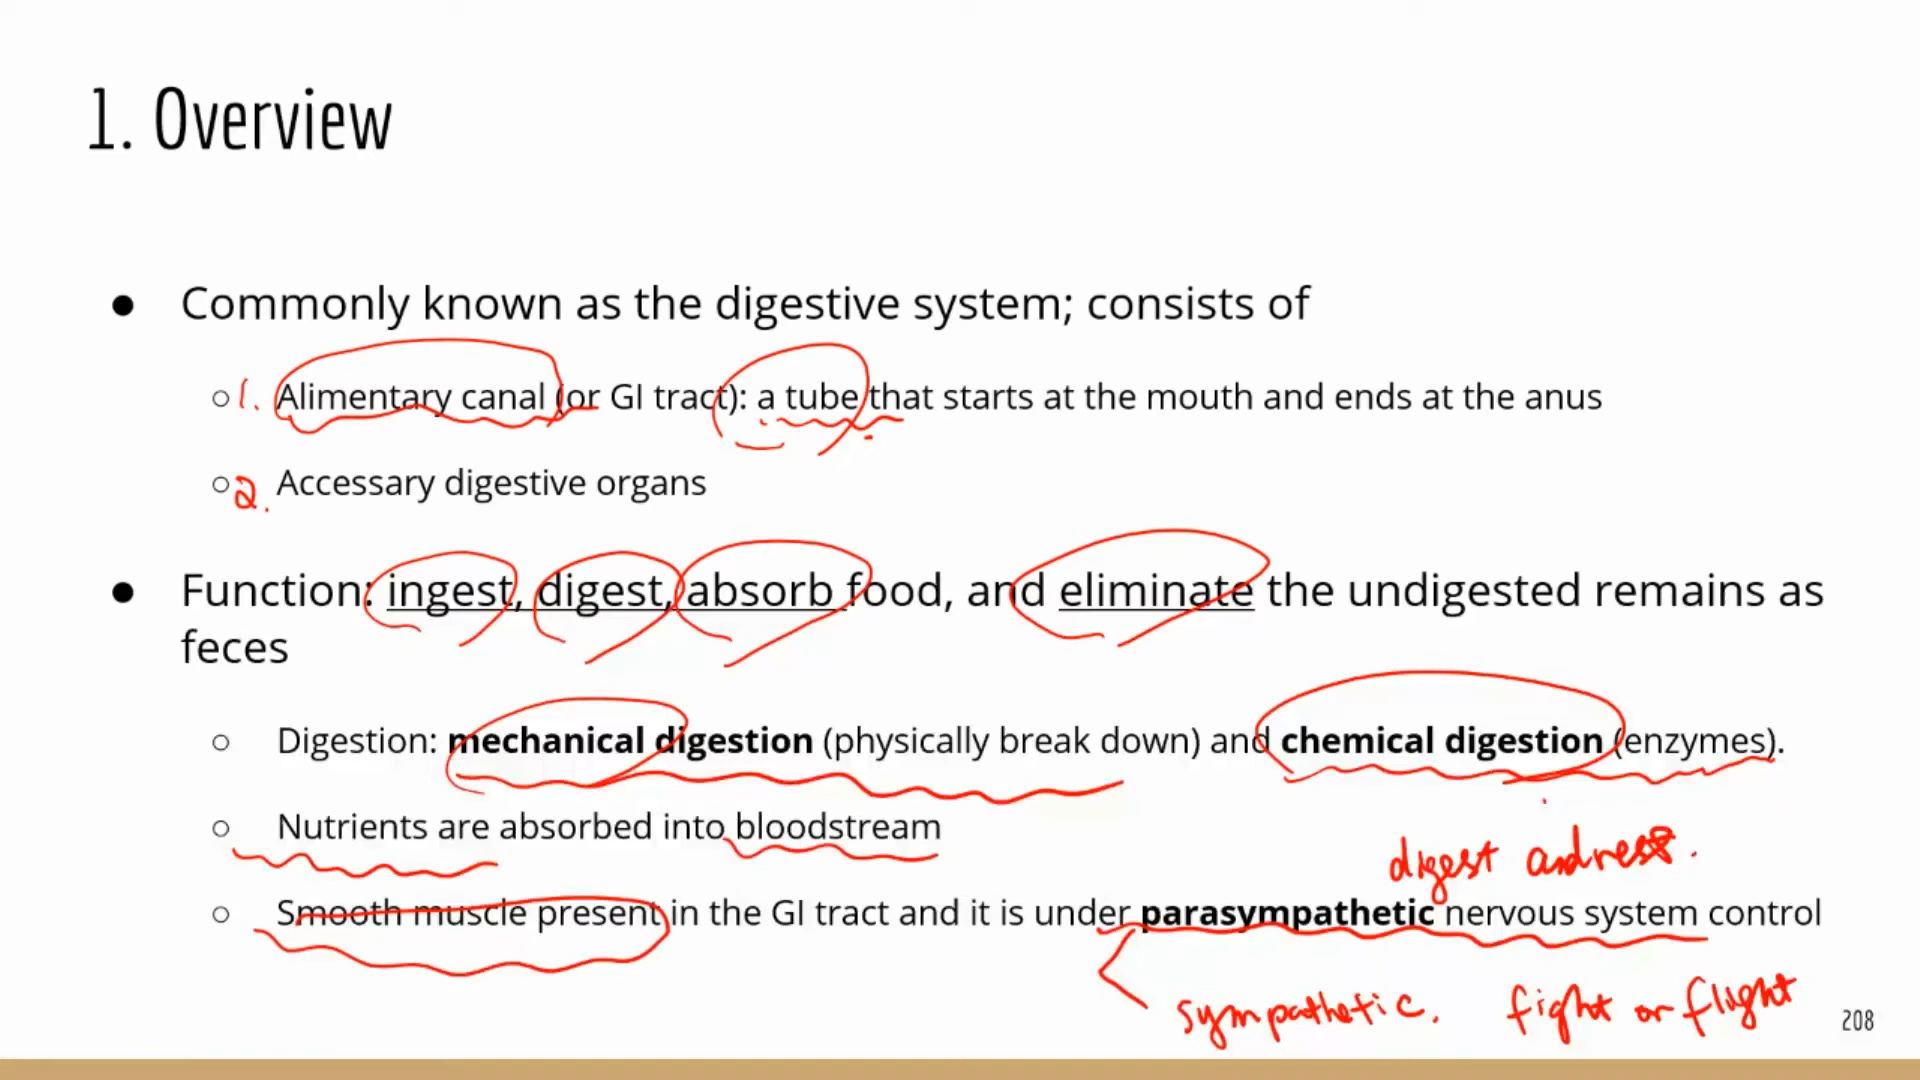 1. Overview
● Commonly known as the digestive system; consists of
○ 1. Alimentary canal (or GI tract): a tube that starts at the mouth and ends at the anus
○ 2. Accessary digestive organs
● Function: ingest, digest, absorb food, and eliminate the undigested remains as
feces
○ Digestion: mechanical digestion (physically break down) and chemical digestion (enzymes).
○ Nutrients are absorbed into bloodstream
digest and rest.
○ Smooth muscle present in the GI tract and it is under parasympathetic nervous system control
sympathetic. fight or flight
208